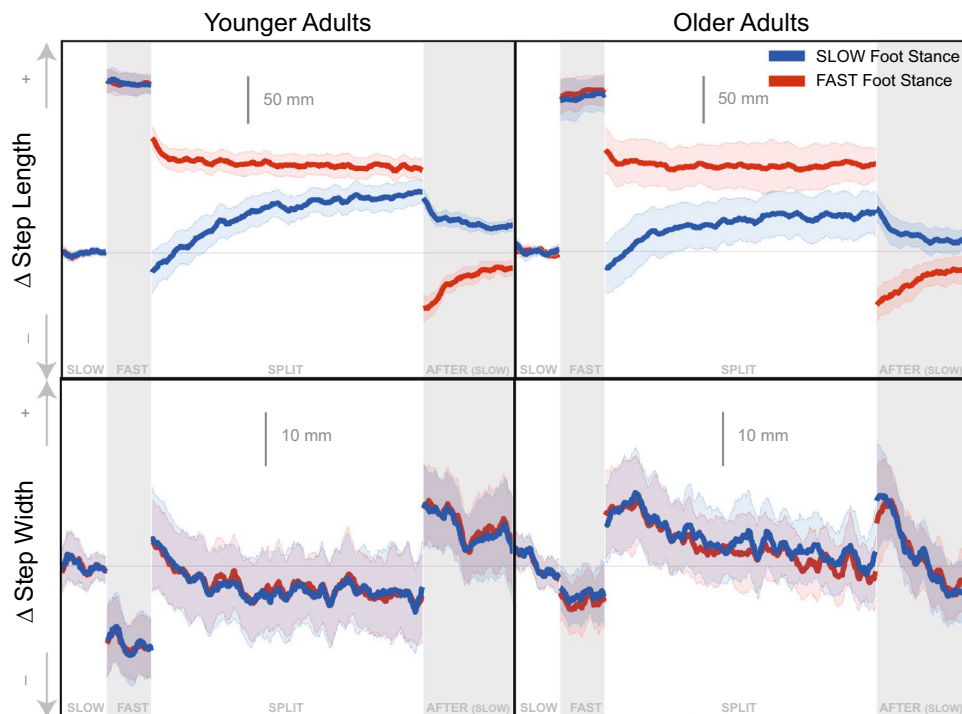 Younger Adults
Older Adults
Δ Step Length
+
–
50 mm
50 mm
SLOW Foot Stance
FAST Foot Stance
SLOW FAST SPLIT AFTER (SLOW)
SLOW FAST SPLIT AFTER (SLOW)
Δ Step Width
+
–
10 mm
10 mm
SLOW FAST SPLIT AFTER (SLOW)
SLOW FAST SPLIT AFTER (SLOW)